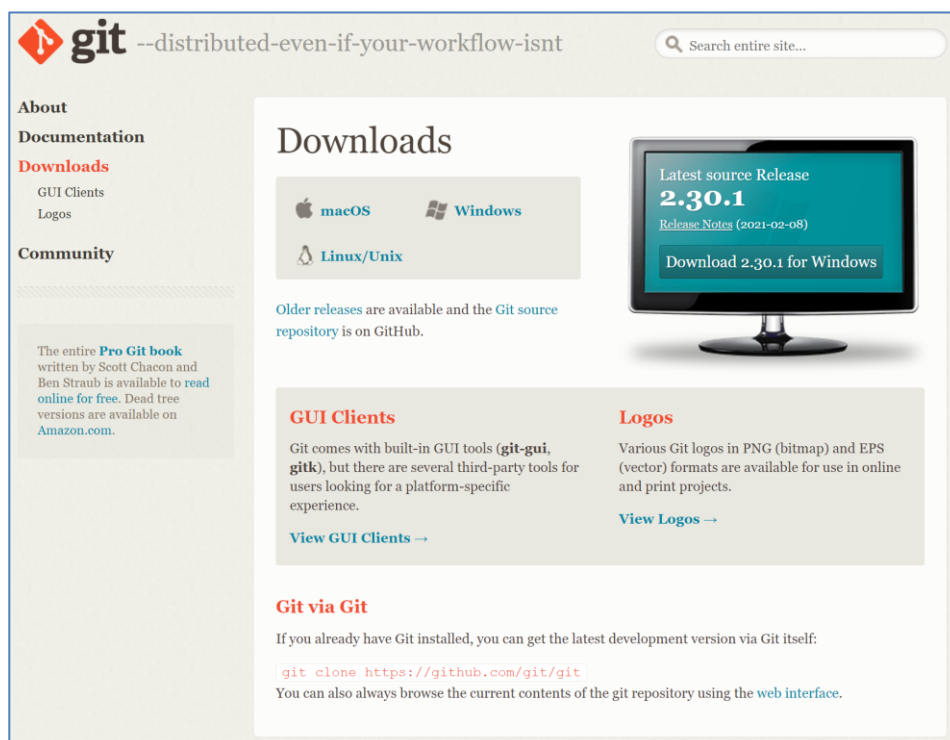 git --distributed-even-if-your-workflow-isnt
Search entire site...
About
Documentation
Downloads
GUI Clients
Logos
Community
The entire Pro Git book
written by Scott Chacon and
Ben Straub is available to read
online for free. Dead tree
versions are available on
Amazon.com.
Downloads
macOS
Windows
Linux/Unix
Older releases are available and the Git source
repository is on GitHub.
Latest source Release
2.30.1
Release Notes (2021-02-08)
Download 2.30.1 for Windows
GUI Clients
Git comes with built-in GUI tools (git-gui,
gitk), but there are several third-party tools for
users looking for a platform-specific
experience.
View GUI Clients →
Logos
Various Git logos in PNG (bitmap) and EPS
(vector) formats are available for use in online
and print projects.
View Logos →
Git via Git
If you already have Git installed, you can get the latest development version via Git itself:
git clone https://github.com/git/git
You can also always browse the current contents of the git repository using the web interface.